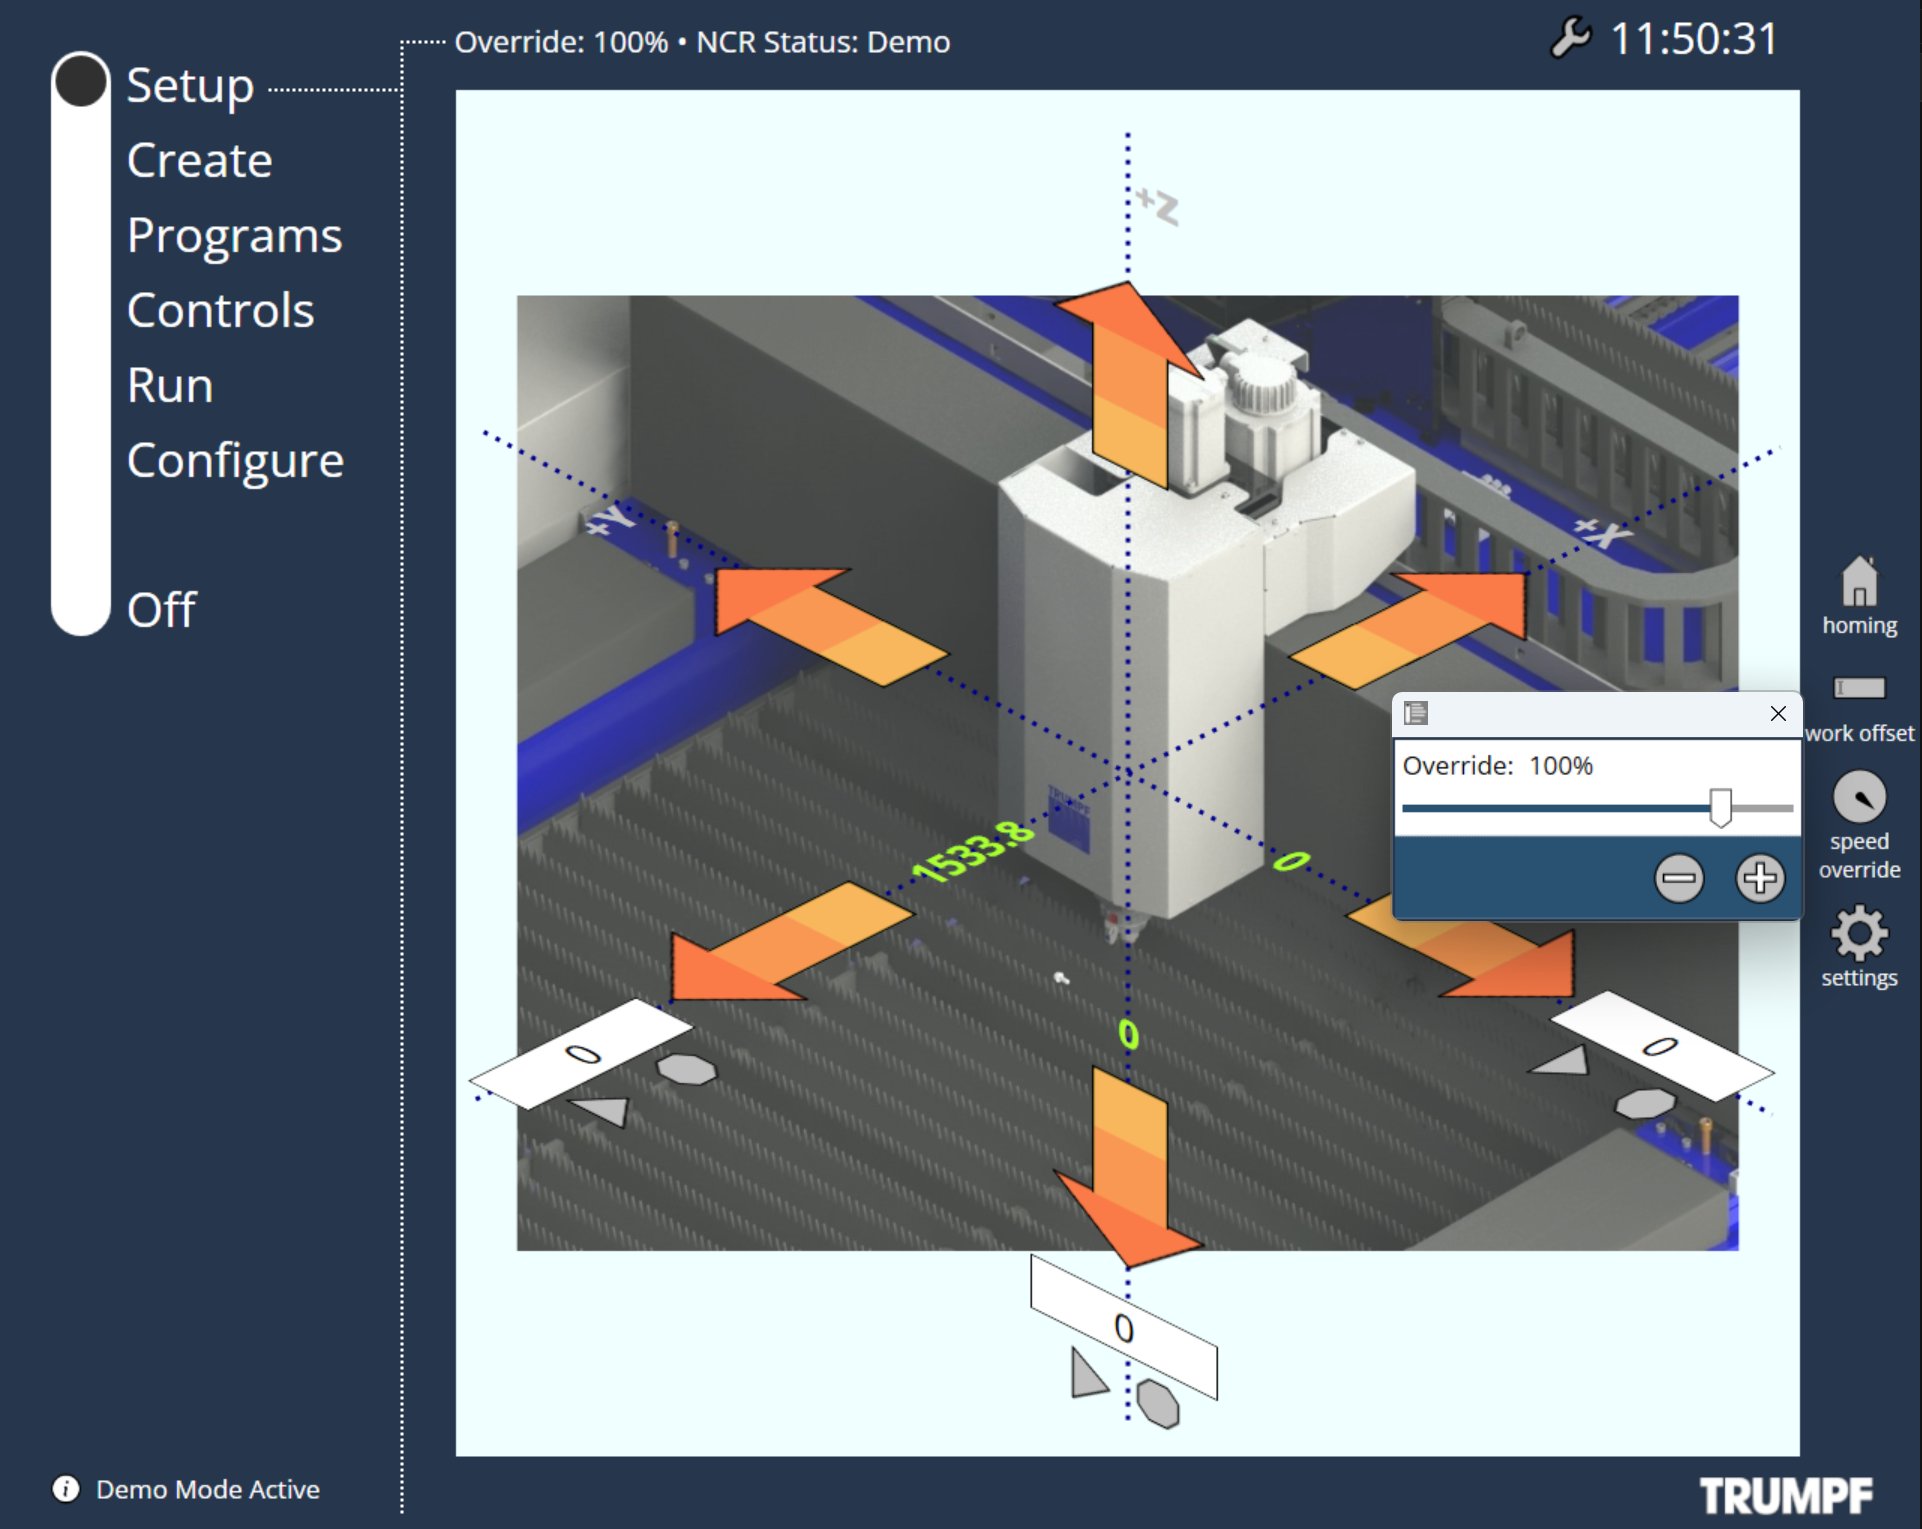 Override: 100% • NCR Status: Demo
11:50:31
Setup
Create
Programs
Controls
Run
Configure
Off
+Z
+Y
+X
homing
work offset
Override: 100%
speed
override
settings
TRUMPF
1533.8
0
0
0
0
0
Demo Mode Active
TRUMPF